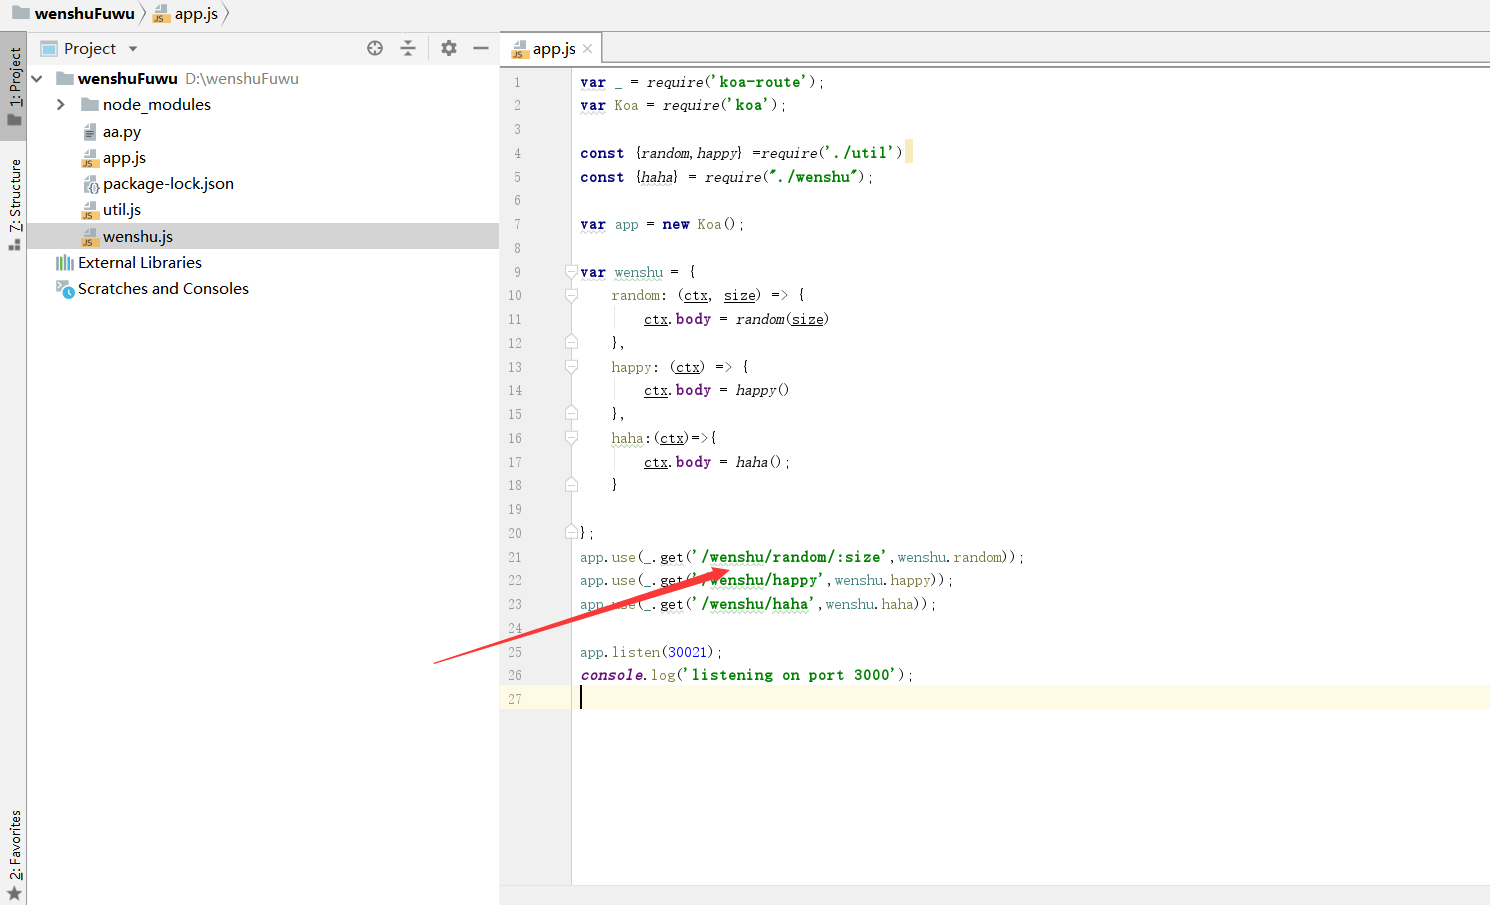 wenshuFuwu app.js
1: Project
Project
wenshuFuwu D:\wenshuFuwu
node_modules
aa.py
app.js
package-lock.json
util.js
wenshu.js
External Libraries
Scratches and Consoles
7: Structure
2: Favorites
app.js
1 var _ = require('koa-route');
2 var Koa = require('koa');
3
4 const {random,happy} =require('./util')
5 const {haha} = require("./wenshu");
6
7 var app = new Koa();
8
9 var wenshu = {
10 random: (ctx, size) => {
11 ctx.body = random(size)
12 },
13 happy: (ctx) => {
14 ctx.body = happy()
15 },
16 haha:(ctx)=>{
17 ctx.body = haha();
18 }
19
20 };
21 app.use(_.get('/wenshu/random/:size',wenshu.random));
22 app.use(_.get('/wenshu/happy',wenshu.happy));
23 app.use(_.get('/wenshu/haha',wenshu.haha));
24
25 app.listen(30021);
26 console.log('listening on port 3000');
27